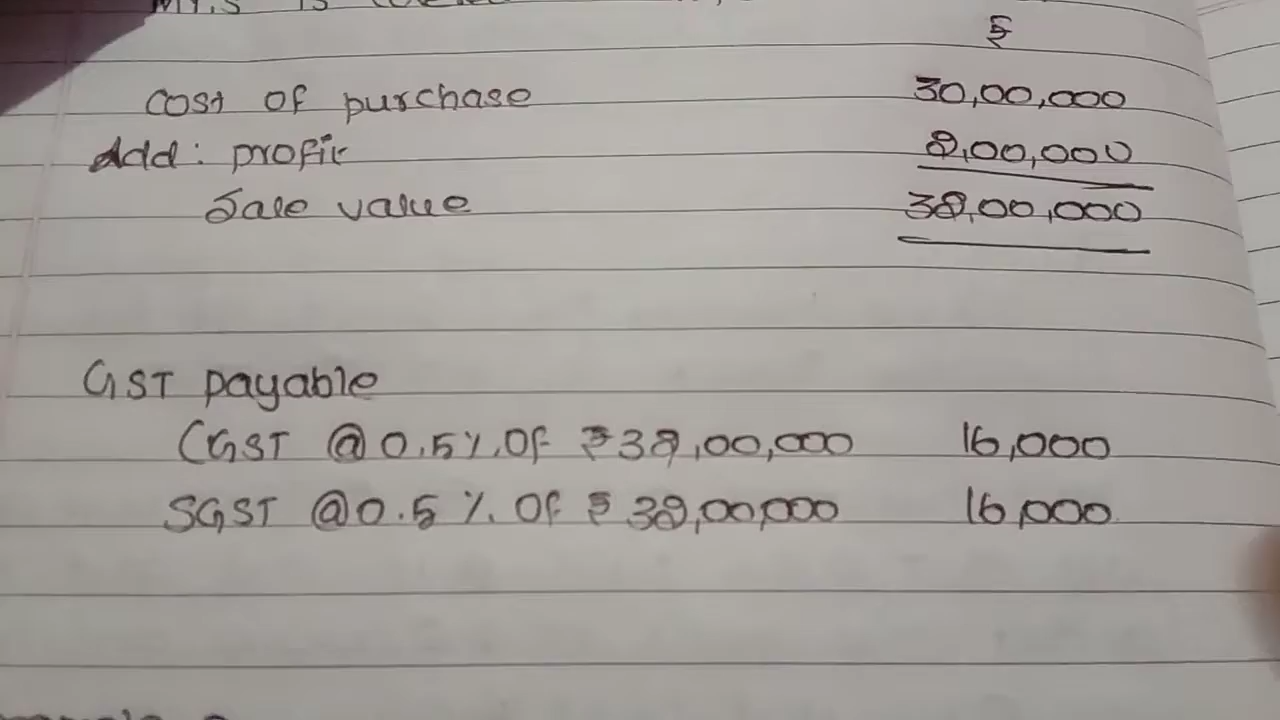 ₹
Cost of purchase 30,00,000
Add: profit 8,00,000
Sale value 38,00,000
GST payable
CGST @ 0.5%. OF ₹38,00,000 16,000
SGST @ 0.5 %. OF ₹ 38,00,000 16,000